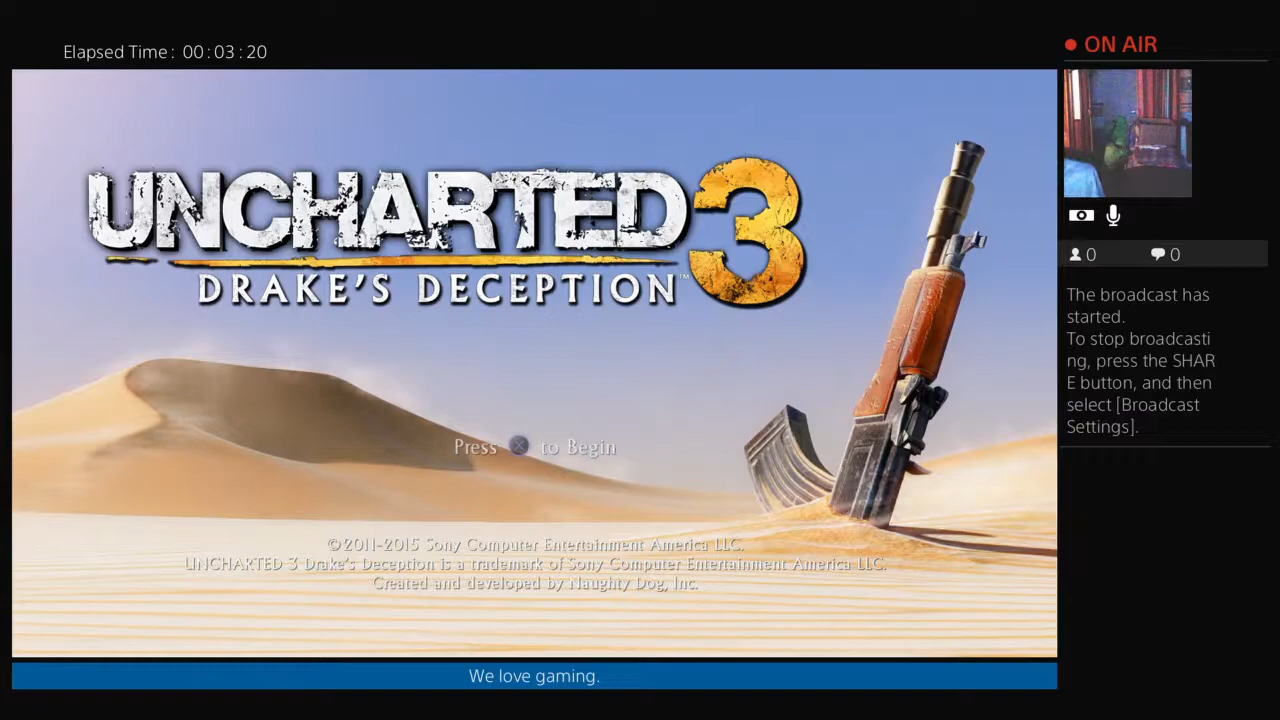 Elapsed Time: 00:03:20
ON AIR
UNCHARTED 3
DRAKE'S DECEPTION™
Press to Begin
©2011-2015 Sony Computer Entertainment America LLC.
UNCHARTED 3 Drake's Deception is a trademark of Sony Computer Entertainment America LLC.
Created and developed by Naughty Dog, Inc.
We love gaming.
0 0
The broadcast has
started.
To stop broadcasti
ng, press the SHAR
E button, and then
select [Broadcast
Settings].